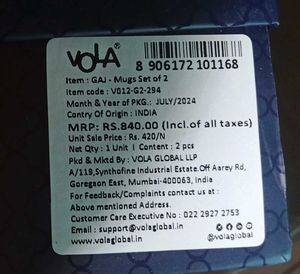 VOLA®
8 906172 101168
Item : GAJ - Mugs Set of 2
V012-G2-294
Month & Year of PKG.: JULY/2024
Contry Of Origin : INDIA
MRP: RS.840.00 (Incl.of all taxes)
Unit Sale Price : Rs. 420/N
Net Qty : 1 Unit | Content : 2 pcs
Pkd & Mktd By : VOLA GLOBAL LLP
A/119,Synthofine Industrial Estate.Off Aarey Rd,
Goregaon East, Mumbai-400063, India
For Feedback/Complaints contact us at :
Above mentioned Address.
Customer Care Executive No : 022 2927 2753
Email : support@volaglobal.in
www.volaglobal.in
@volaglobal